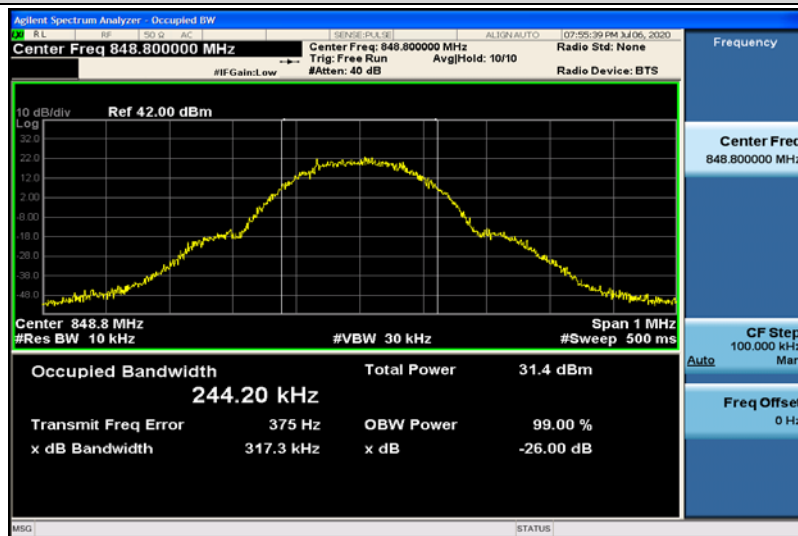 Agilent Spectrum Analyzer - Occupied BW
RL RF 50 Ω AC SENSE:PULSE ALIGN AUTO 07:55:39 PM Jul 06, 2020
Center Freq 848.800000 MHz
Center Freq: 848.800000 MHz
Radio Std: None
Trig: Free Run Avg|Hold: 10/10
#IFGain:Low
#Atten: 40 dB
Radio Device: BTS
10 dB/div Ref 42.00 dBm
Log
32.0
22.0
12.0
2.00
-8.00
-18.0
-28.0
-38.0
-48.0
Center 848.8 MHz Span 1 MHz
#Res BW 10 kHz #VBW 30 kHz #Sweep 500 ms
Occupied Bandwidth Total Power 31.4 dBm
244.20 kHz
Transmit Freq Error 375 Hz OBW Power 99.00 %
x dB Bandwidth 317.3 kHz x dB -26.00 dB
MSG STATUS
Frequency
Center Freq
848.800000 MHz
CF Step
100.000 kHz
Auto Man
Freq Offset
0 Hz